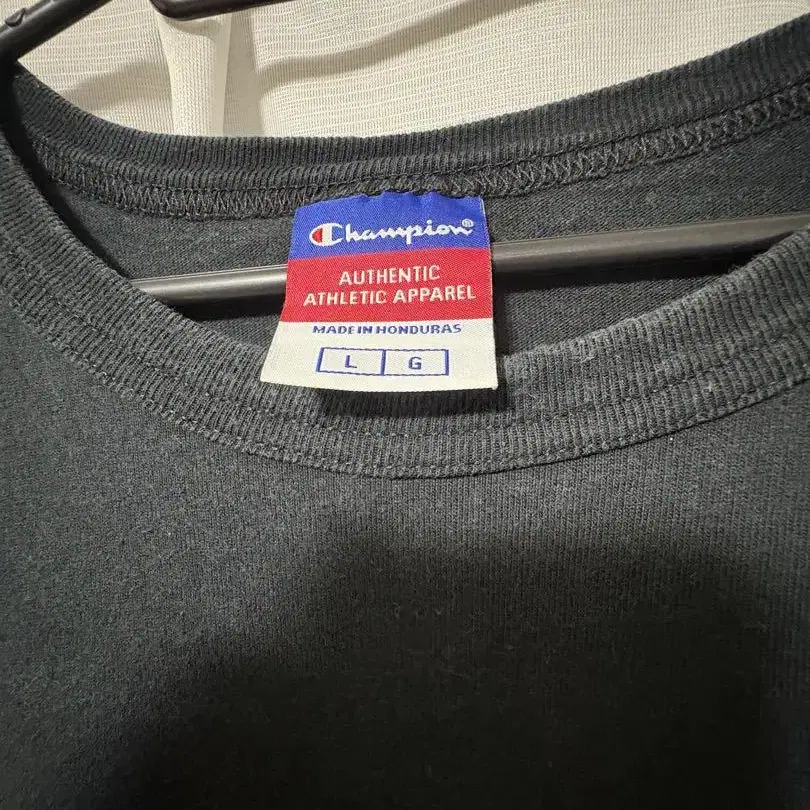 Champion®
AUTHENTIC
ATHLETIC APPAREL
MADE IN HONDURAS
L G